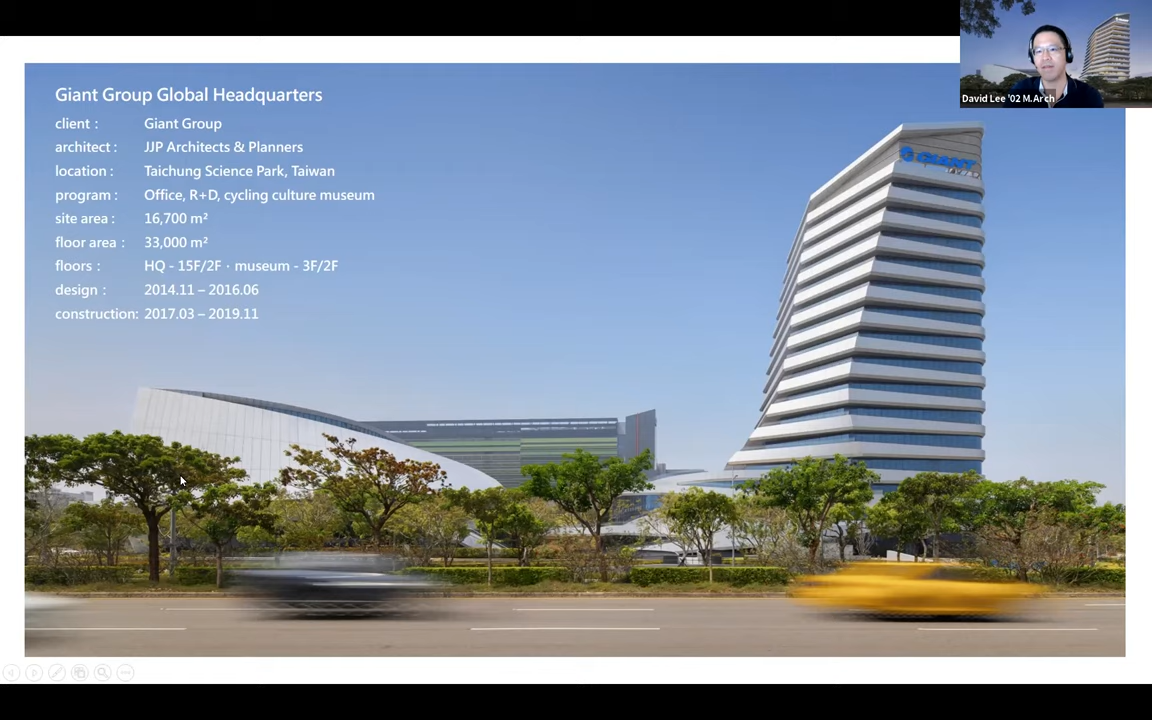 Giant Group Global Headquarters
client : Giant Group
architect : JJP Architects & Planners
location : Taichung Science Park, Taiwan
program : Office, R+D, cycling culture museum
site area : 16,700 m²
floor area : 33,000 m²
floors : HQ - 15F/2F · museum - 3F/2F
design : 2014.11 – 2016.06
construction: 2017.03 – 2019.11
GIANT
David Lee '02 M.Arch